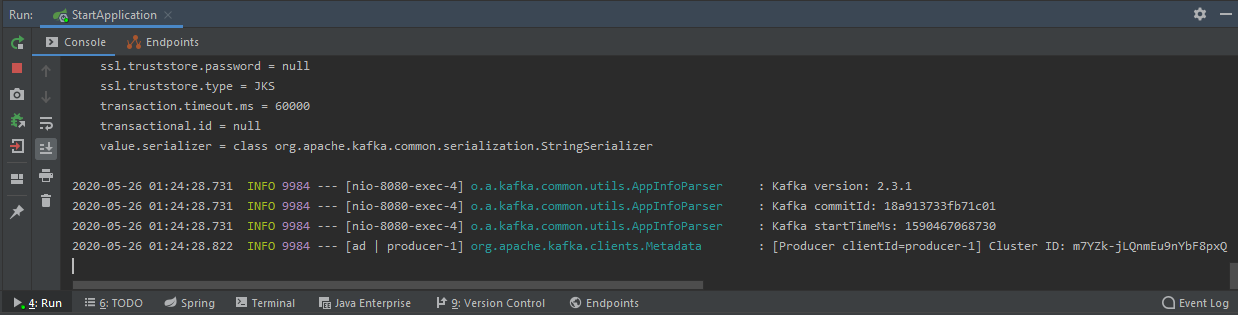 Run: StartApplication
Console Endpoints
ssl.truststore.password = null
ssl.truststore.type = JKS
transaction.timeout.ms = 60000
transactional.id = null
value.serializer = class org.apache.kafka.common.serialization.StringSerializer
2020-05-26 01:24:28.731 INFO 9984 --- [nio-8080-exec-4] o.a.kafka.common.utils.AppInfoParser : Kafka version: 2.3.1
2020-05-26 01:24:28.731 INFO 9984 --- [nio-8080-exec-4] o.a.kafka.common.utils.AppInfoParser : Kafka commitId: 18a913733fb71c01
2020-05-26 01:24:28.731 INFO 9984 --- [nio-8080-exec-4] o.a.kafka.common.utils.AppInfoParser : Kafka startTimeMs: 1590467068730
2020-05-26 01:24:28.822 INFO 9984 --- [ad | producer-1] org.apache.kafka.clients.Metadata : [Producer clientId=producer-1] Cluster ID: m7YZk-jLQnmEu9nYbF8pxQ
4: Run 6: TODO Spring Terminal Java Enterprise 9: Version Control Endpoints Event Log